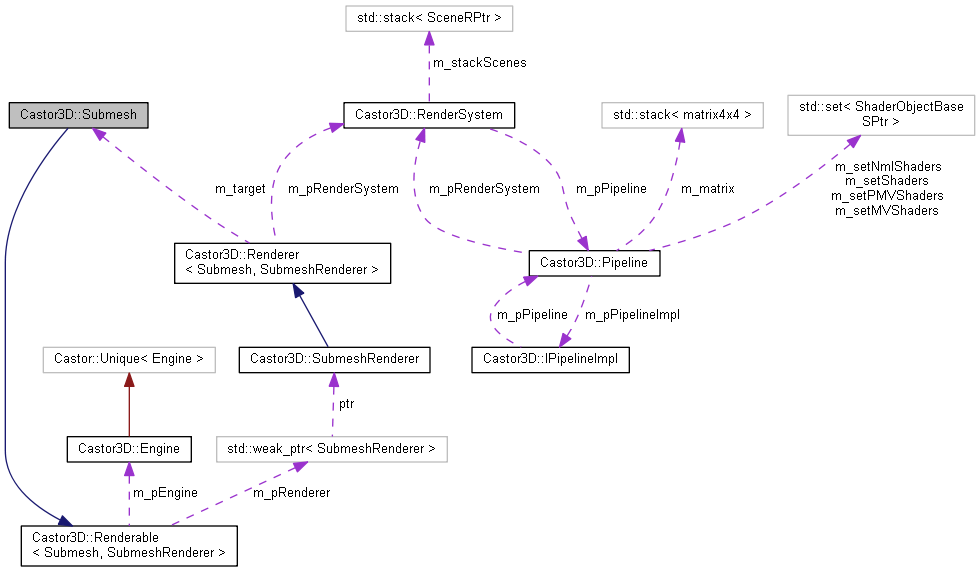 std::stack< SceneRPtr >
m_stackScenes
Castor3D::Submesh
Castor3D::RenderSystem
std::stack< matrix4x4 >
std::set< ShaderObjectBase
SPtr >
m_target
m_pRenderSystem
m_pRenderSystem
m_pPipeline
m_matrix
m_setNmlShaders
m_setShaders
m_setPMVShaders
m_setMVShaders
Castor3D::Renderer
< Submesh, SubmeshRenderer >
Castor3D::Pipeline
m_pPipeline
m_pPipelineImpl
Castor::Unique< Engine >
Castor3D::SubmeshRenderer
Castor3D::IPipelineImpl
ptr
Castor3D::Engine
std::weak_ptr< SubmeshRenderer >
m_pEngine
m_pRenderer
Castor3D::Renderable
< Submesh, SubmeshRenderer >